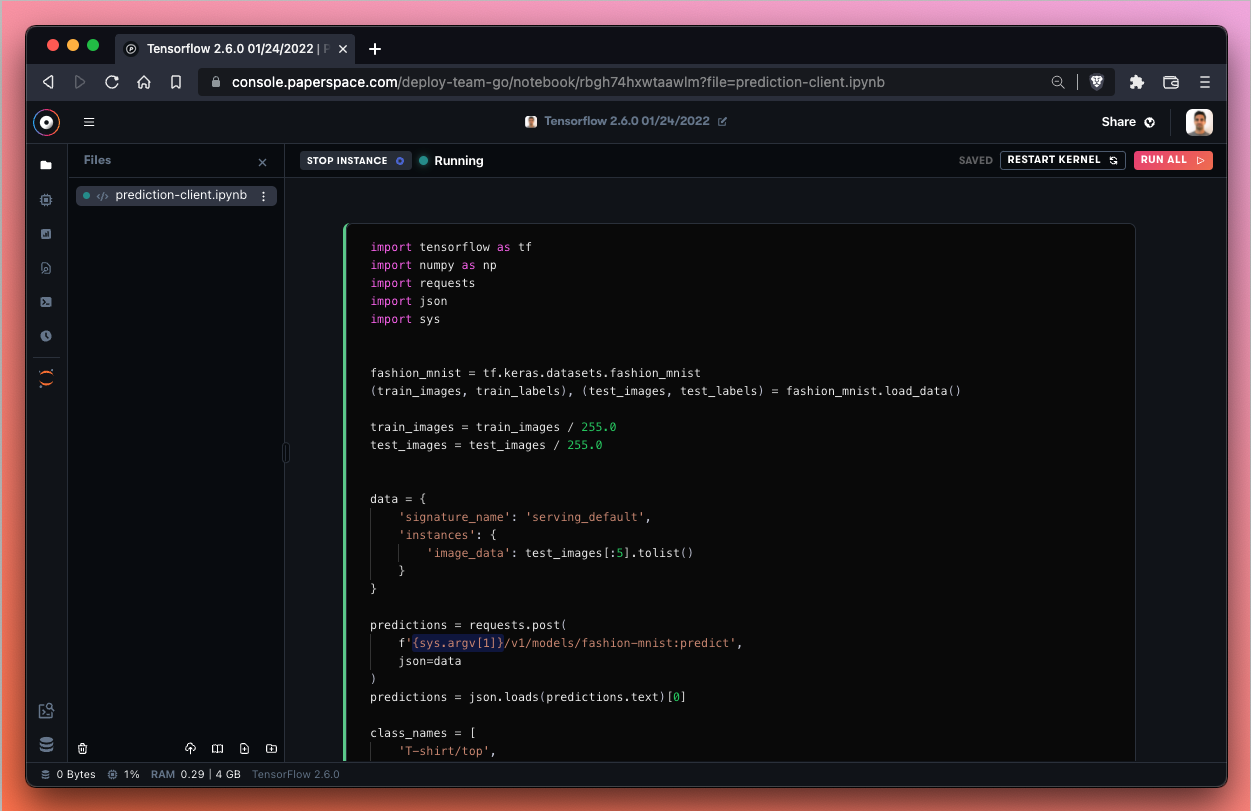 Tensorflow 2.6.0 01/24/2022 | P
console.paperspace.com/deploy-team-go/notebook/rbgh74hxwtaawlm?file=prediction-client.ipynb
Tensorflow 2.6.0 01/24/2022
Share
Files
STOP INSTANCE
Running
SAVED
RESTART KERNEL
RUN ALL
prediction-client.ipynb
import tensorflow as tf
import numpy as np
import requests
import json
import sys
fashion_mnist = tf.keras.datasets.fashion_mnist
(train_images, train_labels), (test_images, test_labels) = fashion_mnist.load_data()
train_images = train_images / 255.0
test_images = test_images / 255.0
data = {
'signature_name': 'serving_default',
'instances': {
'image_data': test_images[:5].tolist()
}
}
predictions = requests.post(
f'{sys.argv[1]}/v1/models/fashion-mnist:predict',
json=data
)
predictions = json.loads(predictions.text)[0]
class_names = [
'T-shirt/top',
0 Bytes
1%
RAM 0.29 | 4 GB
TensorFlow 2.6.0